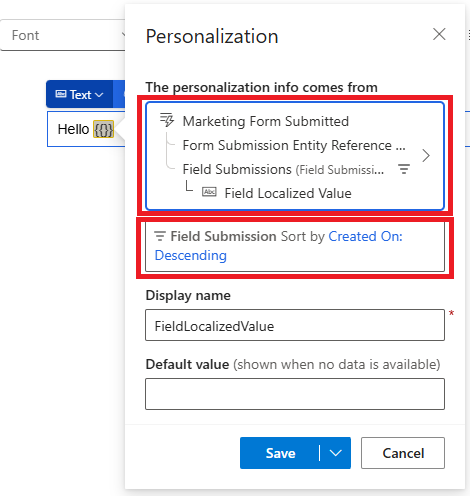 Font
Personalization
The personalization info comes from
Text
Hello {{}}
Marketing Form Submitted
Form Submission Entity Reference ...
Field Submissions (Field Submissi...
Abc Field Localized Value
Field Submission Sort by Created On:
Descending
Display name
FieldLocalizedValue
*
Default value (shown when no data is available)
Save
Cancel